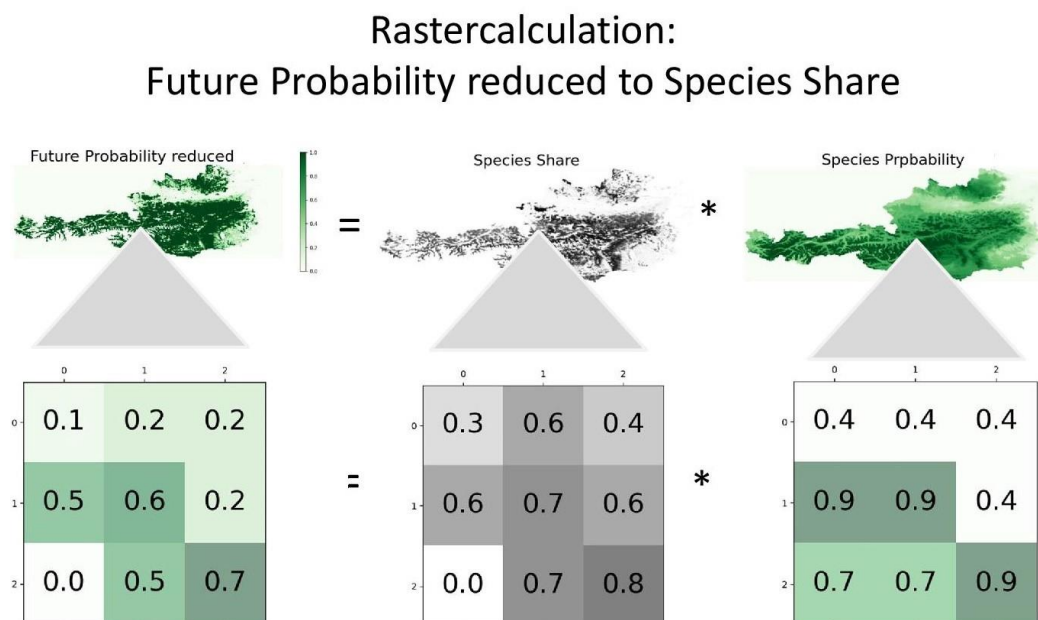 Rastercalculation:
Future Probability reduced to Species Share
Future Probability reduced
1.0
0.8
0.6
0.4
0.2
0.0
=
Species Share
*
Species Prpbability
0 1 2
0 0.1 0.2 0.2
1 0.5 0.6 0.2
2 0.0 0.5 0.7
=
0 1 2
0 0.3 0.6 0.4
1 0.6 0.7 0.6
2 0.0 0.7 0.8
*
0 1 2
0 0.4 0.4 0.4
1 0.9 0.9 0.4
2 0.7 0.7 0.9